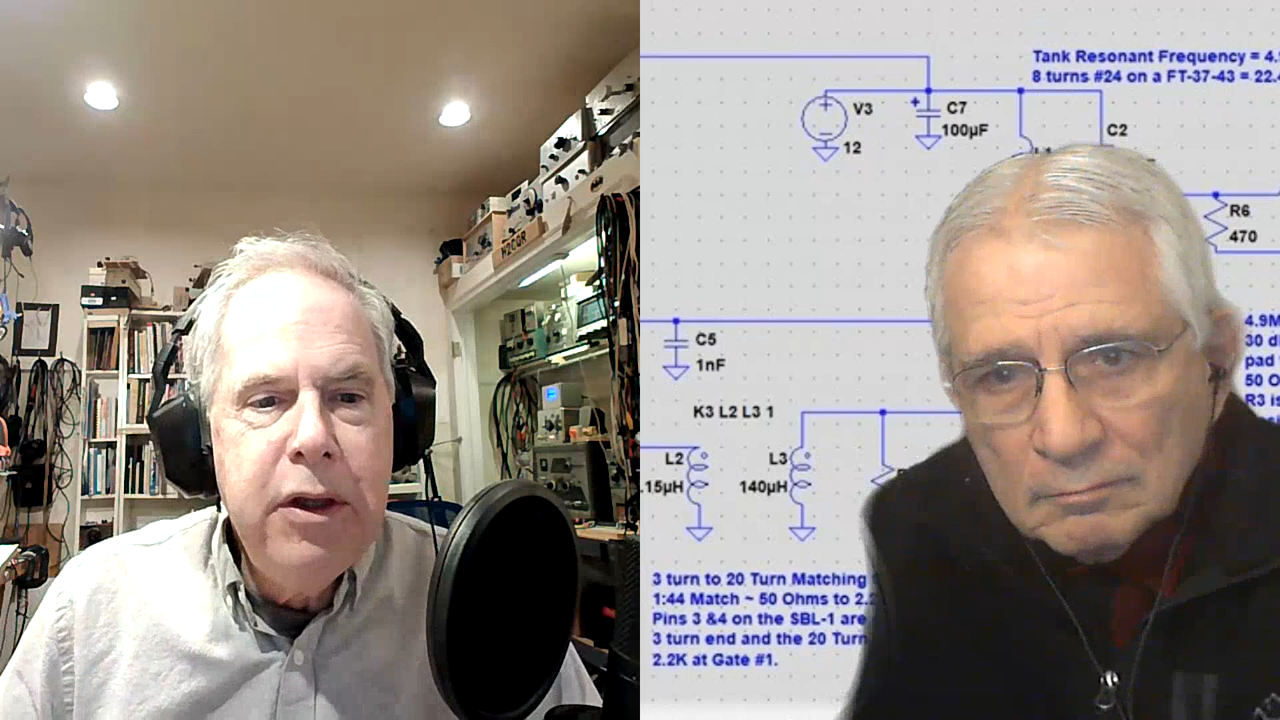 N2CQR
Tank Resonant Frequency = 4.
8 turns #24 on a FT-37-43 = 22.
V3
12
C7
100µF
C2
L1
R6
470
C5
1nF
K3 L2 L3 1
L2
.15µH
L3
140µH
4.9M
30 d
pad
50 O
R3 is
3 turn to 20 Turn Matching
1:44 Match ~ 50 Ohms to 2.2
Pins 3 &4 on the SBL-1 are
3 turn end and the 20 Turn
2.2K at Gate #1.